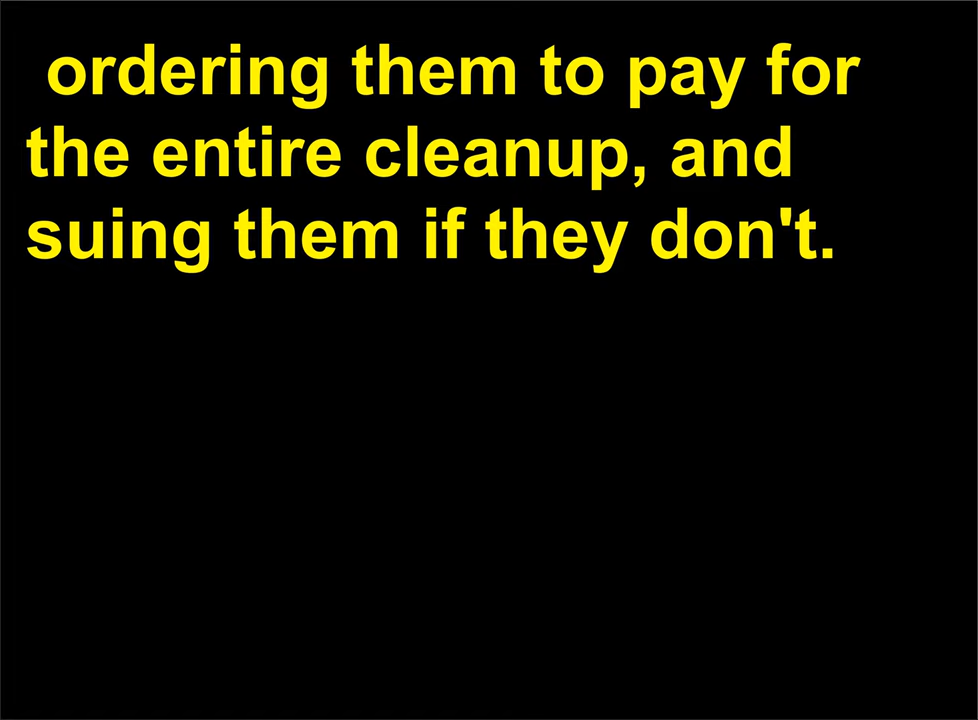 ordering them to pay for
the entire cleanup, and
suing them if they don't.